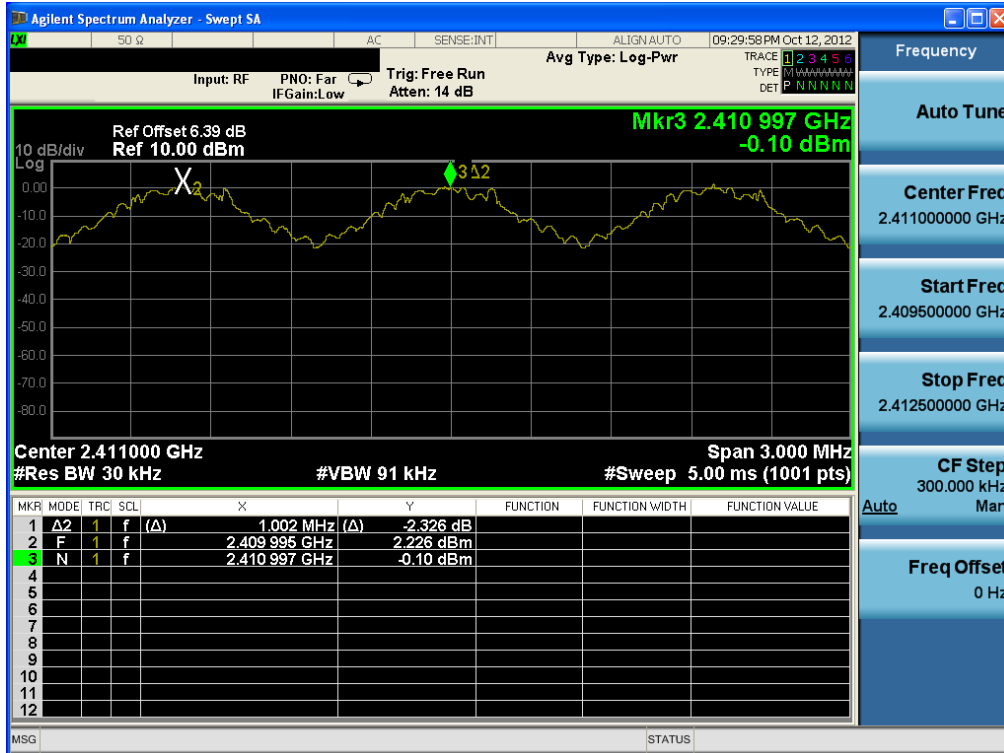 Agilent Spectrum Analyzer - Swept SA
LXI 50 Ω AC SENSE:INT ALIGN AUTO 09:29:58 PM Oct 12, 2012
Frequency
Avg Type: Log-Pwr TRACE 1 2 3 4 5 6
Input: RF PNO: Far Trig: Free Run TYPE M
IFGain:Low Atten: 14 dB DET P N N N N N
Auto Tune
Mkr3 2.410 997 GHz
-0.10 dBm
Ref Offset 6.39 dB
10 dB/div Ref 10.00 dBm
Log
3Δ2
2
0.00
-10.0
-20.0
-30.0
-40.0
-50.0
-60.0
-70.0
-80.0
Center Freq
2.411000000 GHz
Start Freq
2.409500000 GHz
Stop Freq
2.412500000 GHz
Center 2.411000 GHz Span 3.000 MHz
#Res BW 30 kHz #VBW 91 kHz #Sweep 5.00 ms (1001 pts)
CF Step
300.000 kHz
Auto Man
MKR MODE TRC SCL X Y FUNCTION FUNCTION WIDTH FUNCTION VALUE
1 Δ2 1 f (Δ) 1.002 MHz (Δ) -2.326 dB
2 F 1 f 2.409 995 GHz 2.226 dBm
3 N 1 f 2.410 997 GHz -0.10 dBm
4
5
6
7
8
9
10
11
12
Freq Offset
0 Hz
MSG STATUS